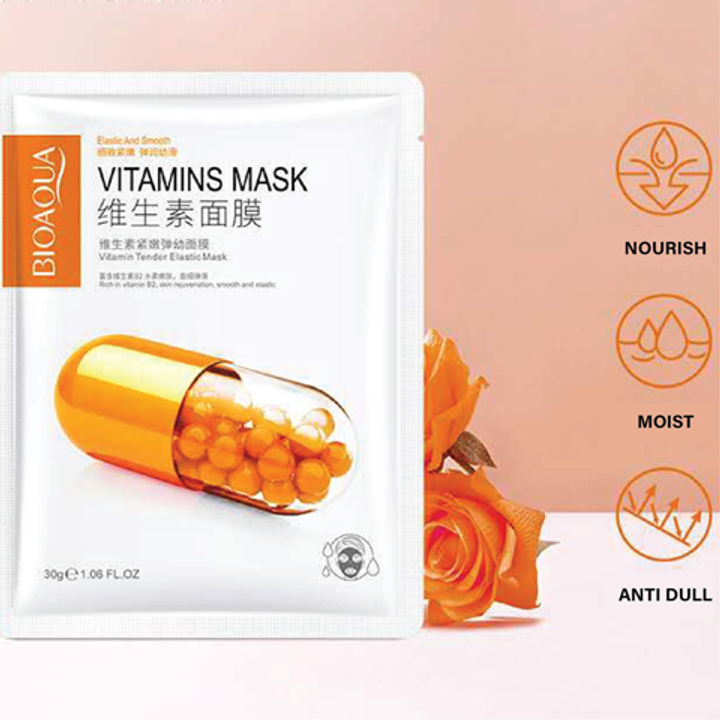 BIOAQUA
Elastic And Smooth
细致紧嫩 弹润幼滑
VITAMINS MASK
维生素面膜
维生素紧嫩弹幼面膜
Vitamin Tender Elastic Mask
Rich in vitamin B2, skin rejuvenation, smooth and elastic
30g℮1.06 FL.OZ
NOURISH
MOIST
ANTI DULL